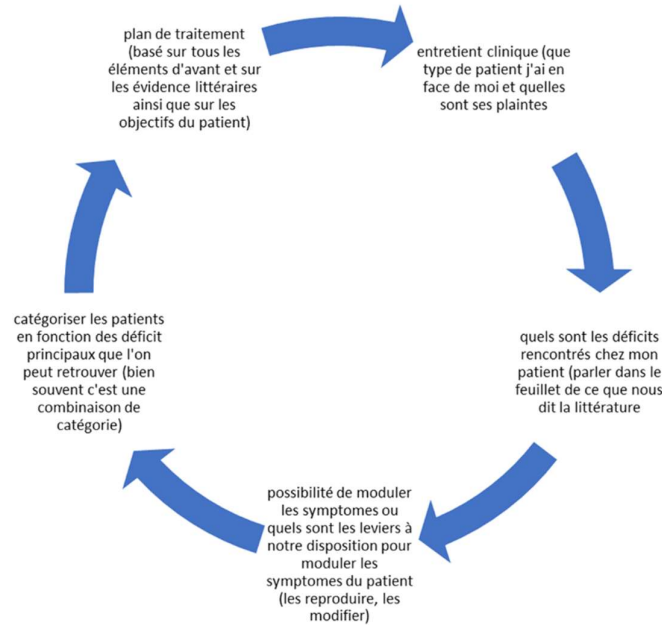 plan de traitement
(basé sur tous les
éléments d'avant et sur
les évidence littéraires
ainsi que sur les
objectifs du patient)
entretient clinique (que
type de patient j'ai en
face de moi et quelles
sont ses plaintes
quels sont les déficits
rencontrés chez mon
patient (parler dans le
feuillet de ce que nous
dit la littérature
possibilité de moduler
les symptomes ou
quels sont les leviers à
notre disposition pour
moduler les
symptomes du patient
(les reproduire, les
modifier)
catégoriser les patients
en fonction des déficit
principaux que l'on
peut retrouver (bien
souvent c'est une
combinaison de
catégorie)